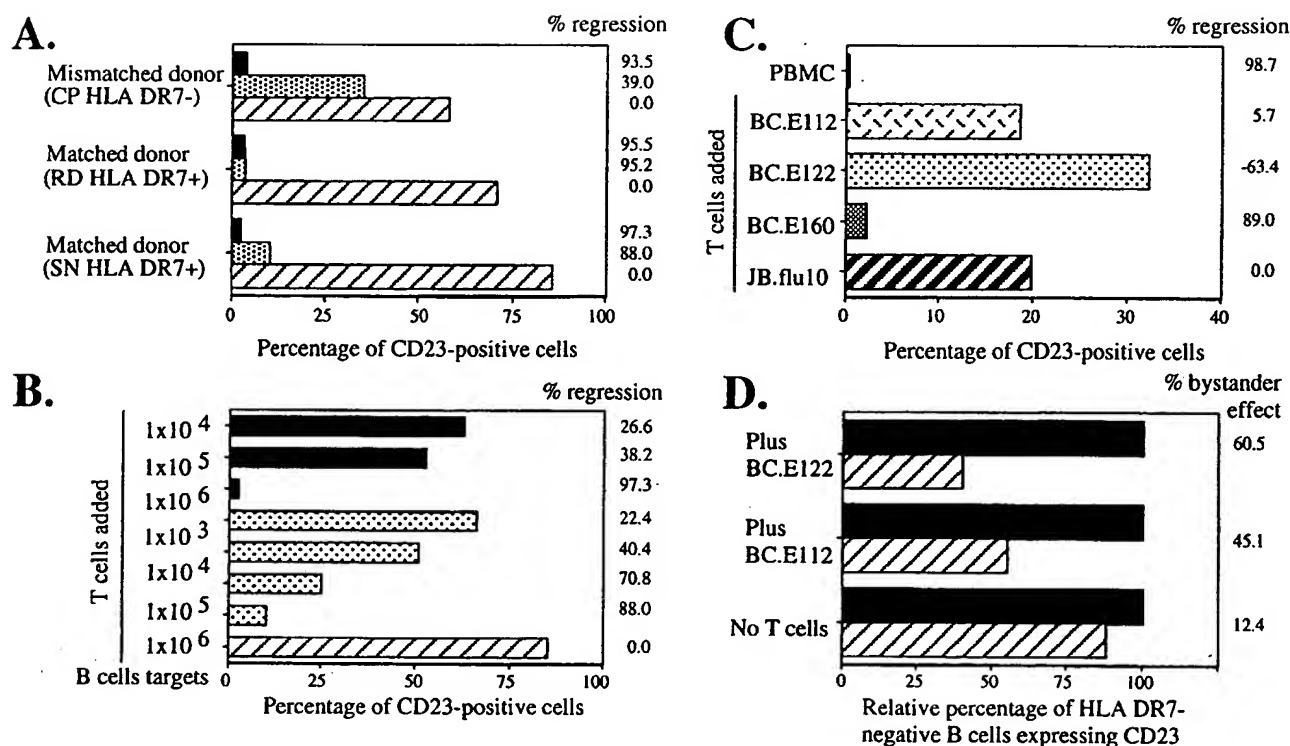 A.
% regression
Mismatched donor
(CP HLA DR7-)
93.5
39.0
0.0
Matched donor
(RD HLA DR7+)
95.5
95.2
0.0
Matched donor
(SN HLA DR7+)
97.3
88.0
0.0
0 25 50 75 100
Percentage of CD23-positive cells
B.
% regression
T cells added
1x10 4 26.6
1x10 5 38.2
1x10 6 97.3
1x10 3 22.4
1x10 4 40.4
1x10 5 70.8
1x10 6 88.0
B cells targets 0.0
0 25 50 75 100
Percentage of CD23-positive cells
C.
% regression
T cells added
PBMC 98.7
BC.E112 5.7
BC.E122 -63.4
BC.E160 89.0
JB.flu10 0.0
0 10 20 30 40
Percentage of CD23-positive cells
D.
% bystander
effect
Plus
BC.E122
60.5
Plus
BC.E112
45.1
No T cells 12.4
0 25 50 75 100
Relative percentage of HLA DR7-
negative B cells expressing CD23